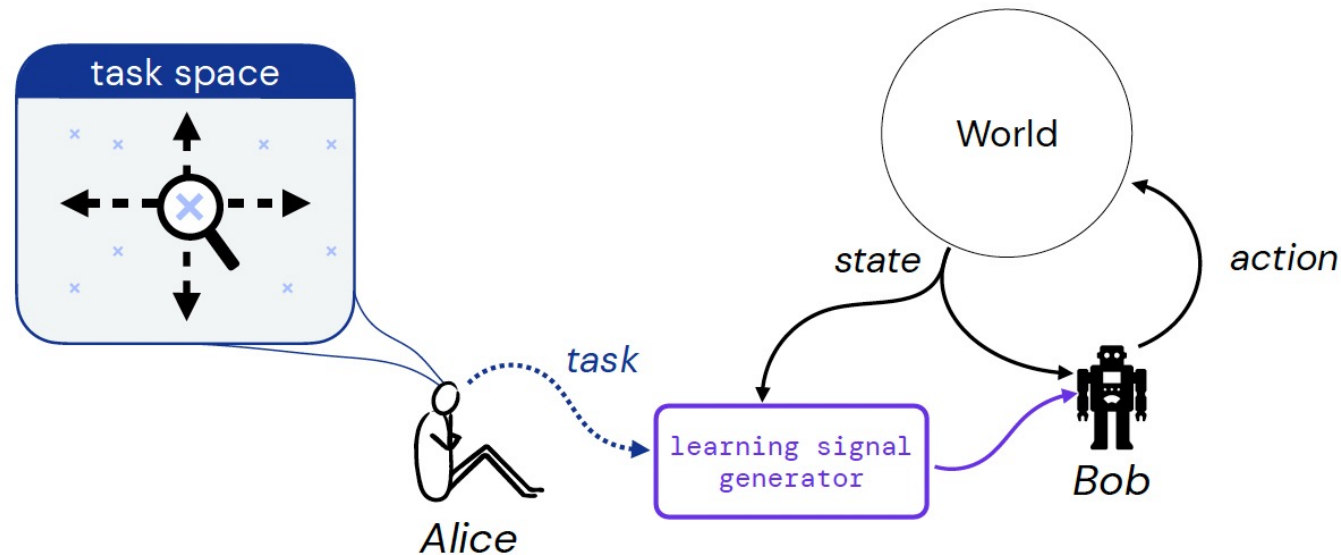 task space
World
state
action
task
learning signal
generator
Bob
Alice